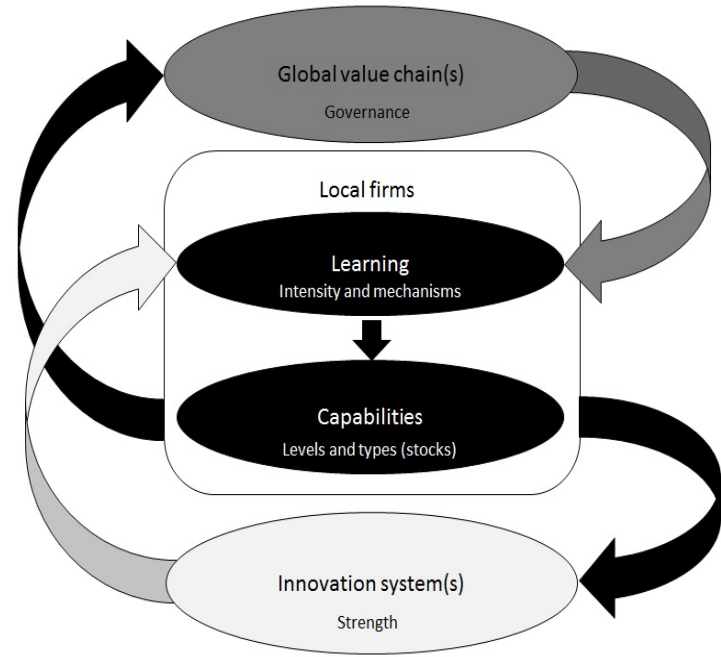 Global value chain(s)
Governance
Local firms
Learning
Intensity and mechanisms
Capabilities
Levels and types (stocks)
Innovation system(s)
Strength